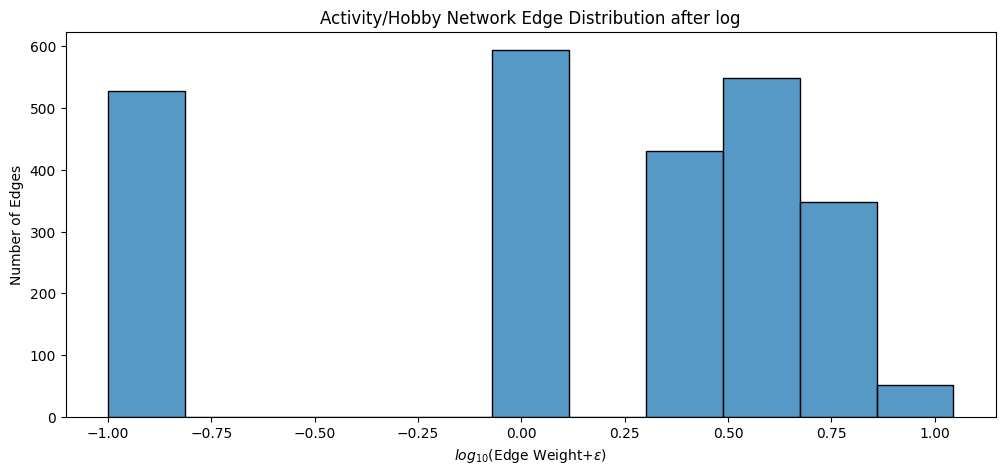 Activity/Hobby Network Edge Distribution after log
600
500
400
300
200
100
0
Number of Edges
−1.00 −0.75 −0.50 −0.25 0.00 0.25 0.50 0.75 1.00
log₁₀(Edge Weight+ε)